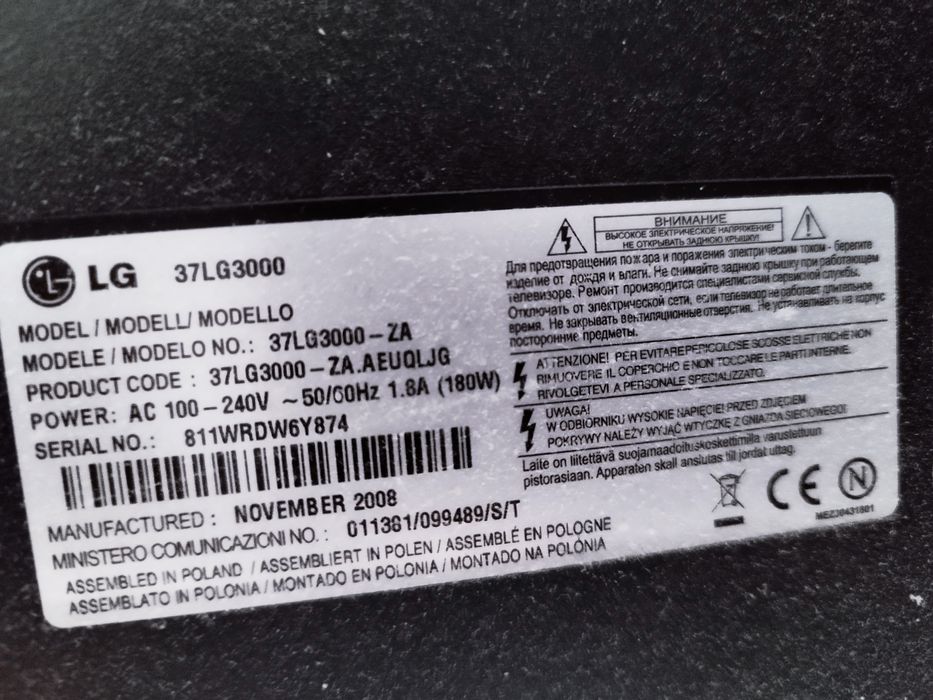 LG 37LG3000
MODEL / MODELL/ MODELLO
MODELE / MODELO NO.: 37LG3000-ZA
PRODUCT CODE : 37LG3000-ZA.AEUQLJG
POWER: AC 100-240V ~50/60Hz 1.8A (180W)
SERIAL NO.: 811WRDW6Y874
MANUFACTURED : NOVEMBER 2008
MINISTERO COMUNICAZIONI NO. : 011361/099489/S/T
ASSEMBLED IN POLAND / ASSEMBLIERT IN POLEN / ASSEMBLÉ EN POLOGNE
ASSEMBLATO IN POLONIA / MONTADO EN POLONIA / MONTADO NA POLÓNIA
ВНИМАНИЕ
ВЫСОКОЕ ЭЛЕКТРИЧЕСКОЕ НАПРЯЖЕНИЕ!
НЕ ОТКРЫВАТЬ ЗАДНЮЮ КРЫШКУ!
Для предотвращения пожара и поражения электрическим током - берегите
изделие от дождя и влаги. Не снимайте заднюю крышку при работающем
телевизоре. Ремонт производится специалистами сервисной службы.
Отключать от электрической сети, если телевизор не работает длительное
время. Не закрывать вентиляционные отверстия. Не устанавливать на корпус
посторонние предметы.
ATTENZIONE! PER EVITARE PERICOLOSE SCOSSE ELETTRICHE NON
RIMUOVERE IL COPERCHIO E NON TOCCARE LE PARTI INTERNE.
RIVOLGETEVI A PERSONALE SPECIALIZZATO.
UWAGA!
W ODBIORNIKU WYSOKIE NAPIĘCIE! PRZED ZDJĘCIEM
POKRYWY NALEŻY WYJĄĆ WTYCZKĘ Z GNIAZDA SIECIOWEGO!
Laite on liitettävä suojamaadoituskoskettimilla varustettuun
pistorasiaan. Apparaten skall anslutas till jordat uttag.
CE N
MEZ30431801